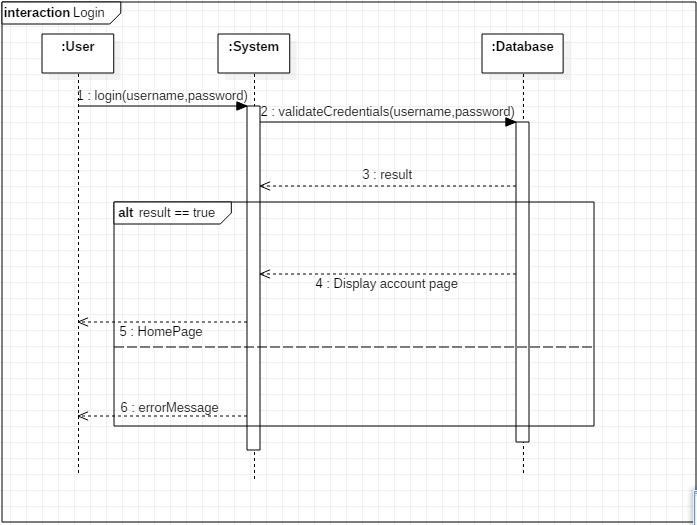 interaction Login
:User
:System
:Database
1 : login(username,password)
2 : validateCredentials(username,password)
3 : result
alt result == true
4 : Display account page
5 : HomePage
6 : errorMessage